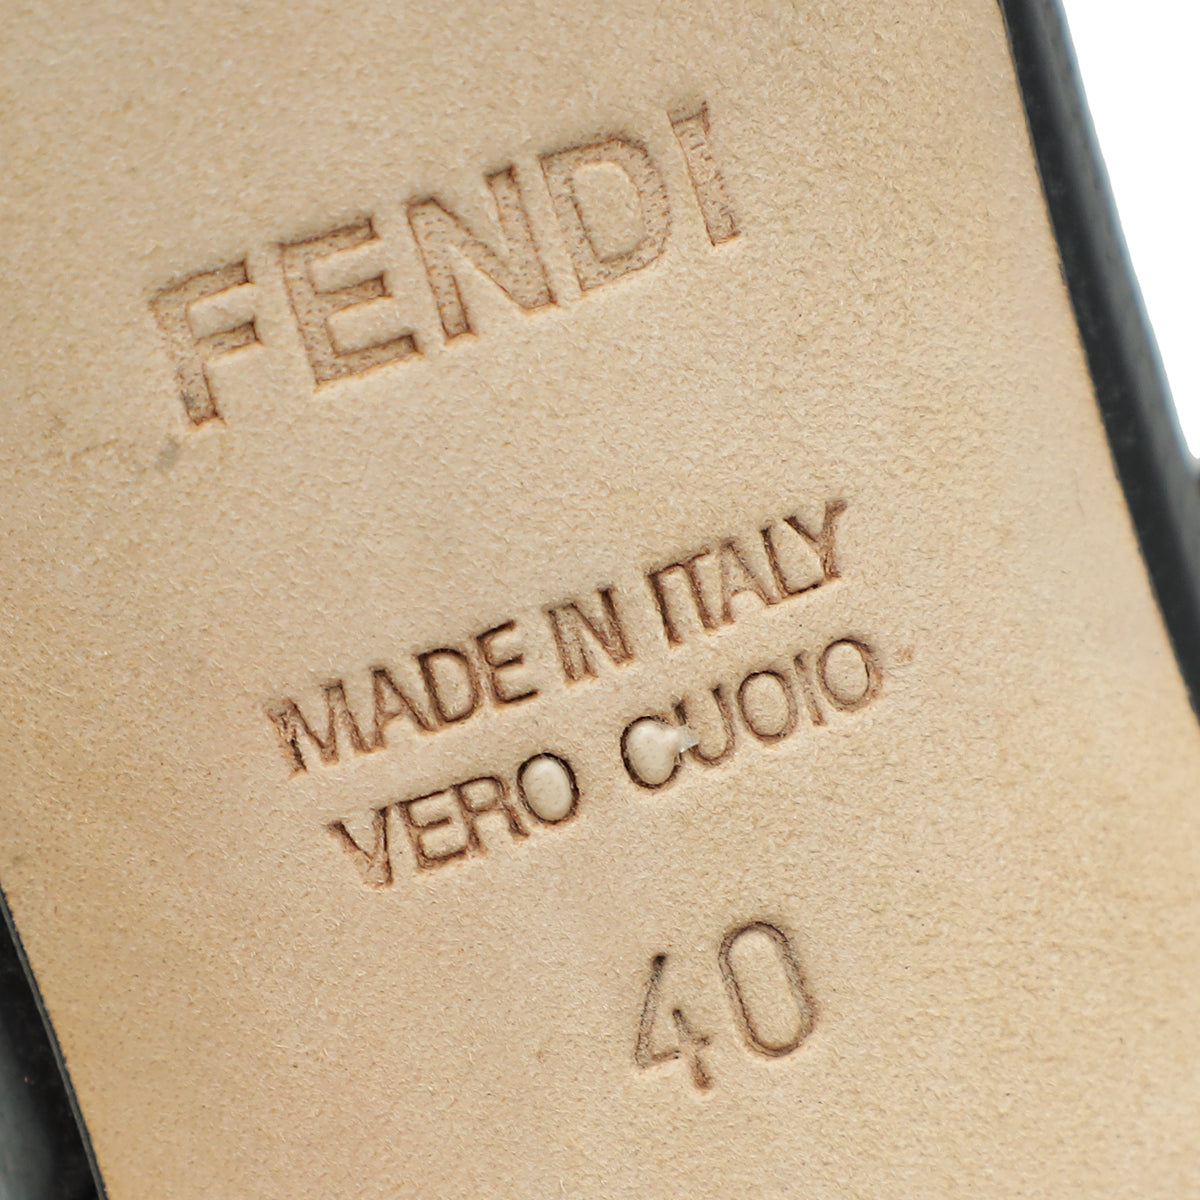 FENDI
MADE IN ITALY
VERO CUOIO
40